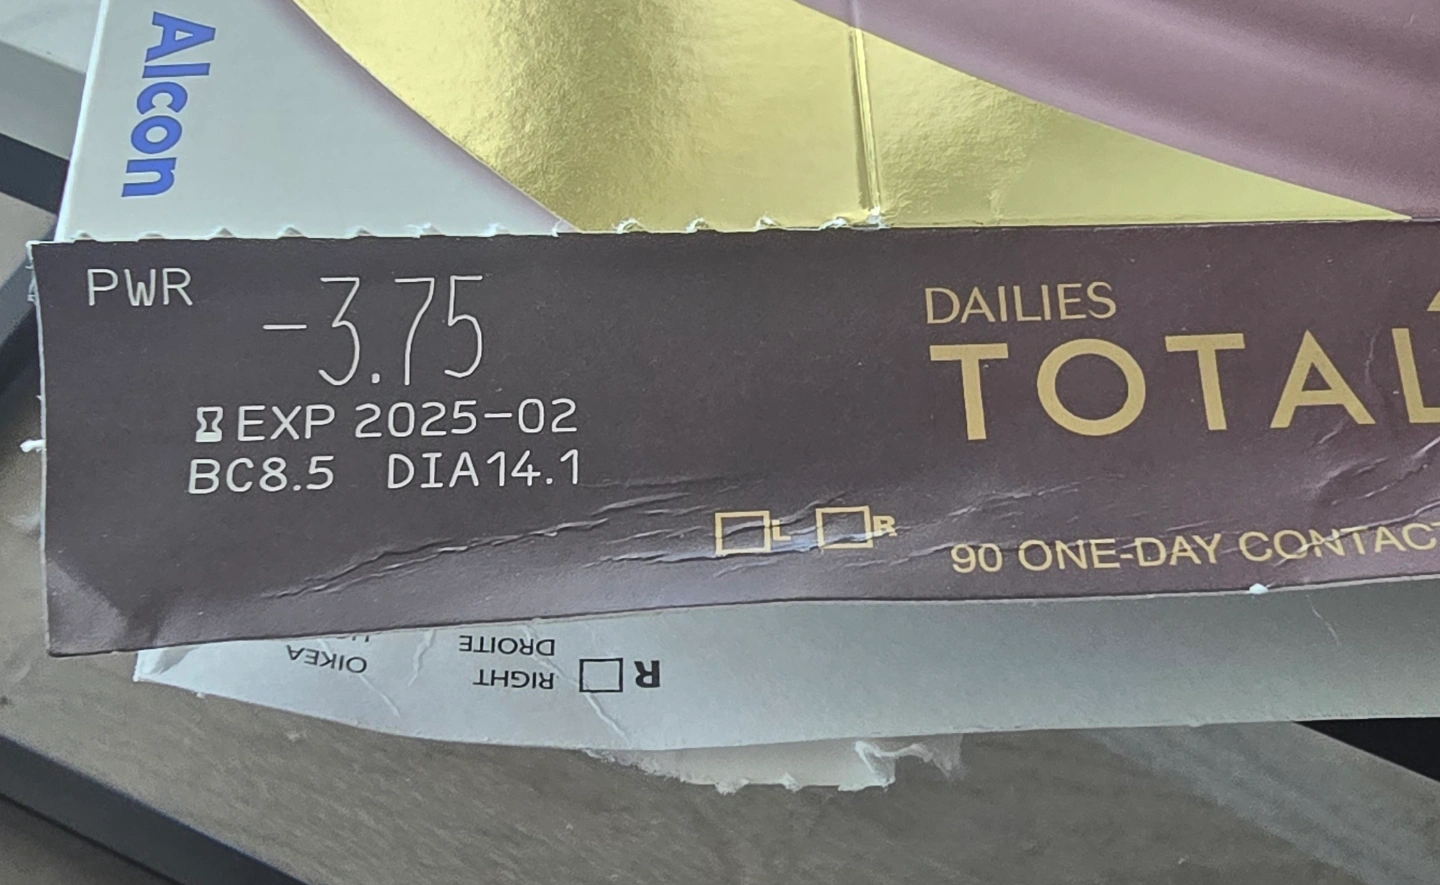 Alcon
PWR -3.75
EXP 2025-02
BC8.5 DIA14.1
DAILIES
TOTAL
L R
90 ONE-DAY CONTACT
R RIGHT OIKEA
DROITE